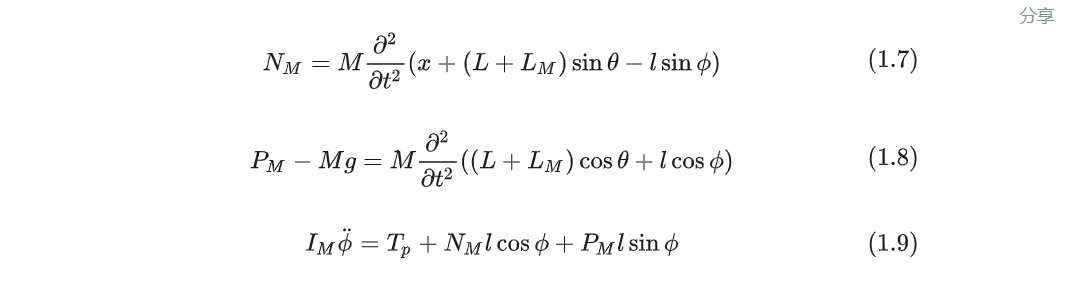 分享
$N_M = M\frac{\partial^2}{\partial t^2}(x + (L + L_M)\sin\theta - l\sin\phi)$ (1.7)
$P_M - Mg = M\frac{\partial^2}{\partial t^2}((L + L_M)\cos\theta + l\cos\phi)$ (1.8)
$I_M\ddot{\phi} = T_p + N_M l\cos\phi + P_M l\sin\phi$ (1.9)